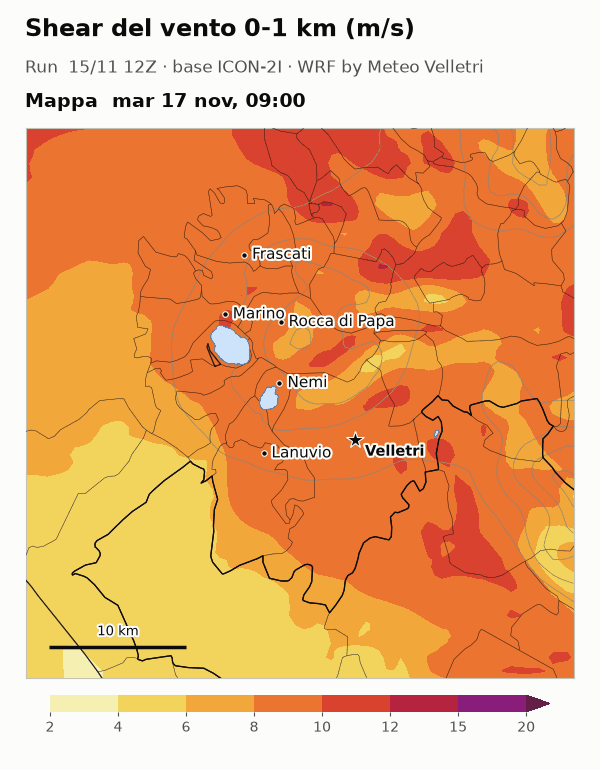 Shear del vento 0-1 km (m/s)
Run  15/11 12Z · base ICON-2I · WRF by Meteo Velletri
Mappa  mar 17 nov, 09:00
Frascati
Marino
Rocca di Papa
Nemi
Velletri
Lanuvio
10 km
2 4 6 8 10 12 15 20